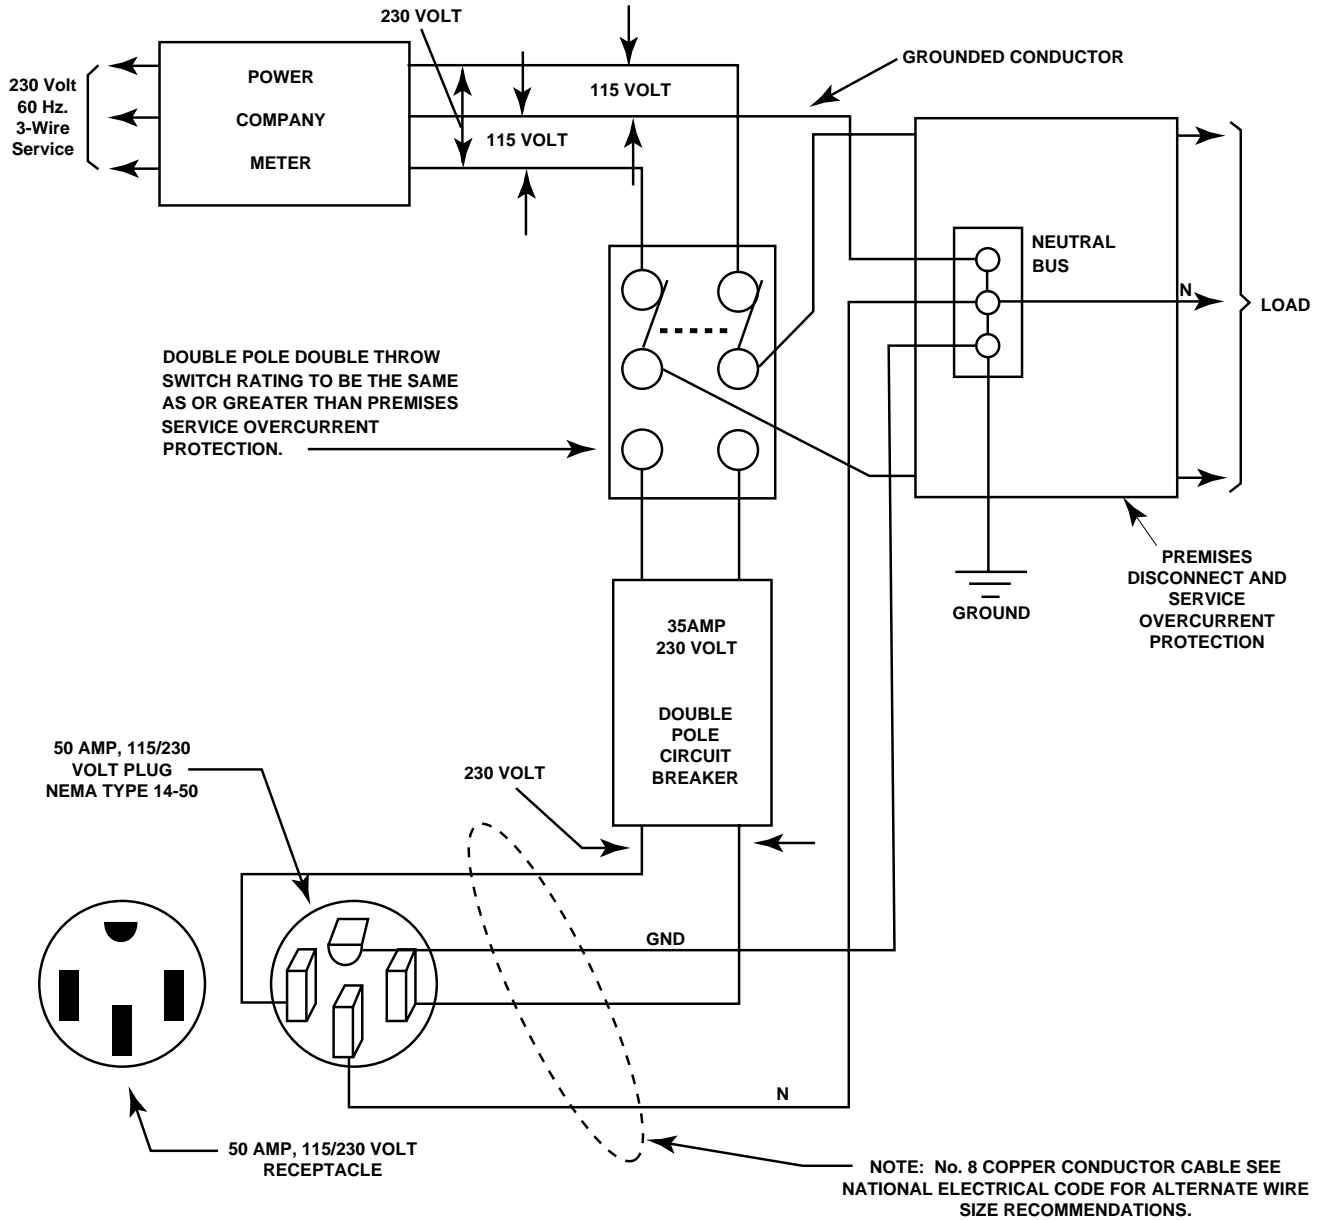 230 VOLT
GROUNDED CONDUCTOR
230 Volt
60 Hz.
3-Wire
Service
POWER
COMPANY
METER
115 VOLT
115 VOLT
NEUTRAL
BUS
N
LOAD
DOUBLE POLE DOUBLE THROW
SWITCH RATING TO BE THE SAME
AS OR GREATER THAN PREMISES
SERVICE OVERCURRENT
PROTECTION.
GROUND
PREMISES
DISCONNECT AND
SERVICE
OVERCURRENT
PROTECTION
35AMP
230 VOLT
DOUBLE
POLE
CIRCUIT
BREAKER
50 AMP, 115/230
VOLT PLUG
NEMA TYPE 14-50
230 VOLT
GND
N
50 AMP, 115/230 VOLT
RECEPTACLE
NOTE: No. 8 COPPER CONDUCTOR CABLE SEE
NATIONAL ELECTRICAL CODE FOR ALTERNATE WIRE
SIZE RECOMMENDATIONS.